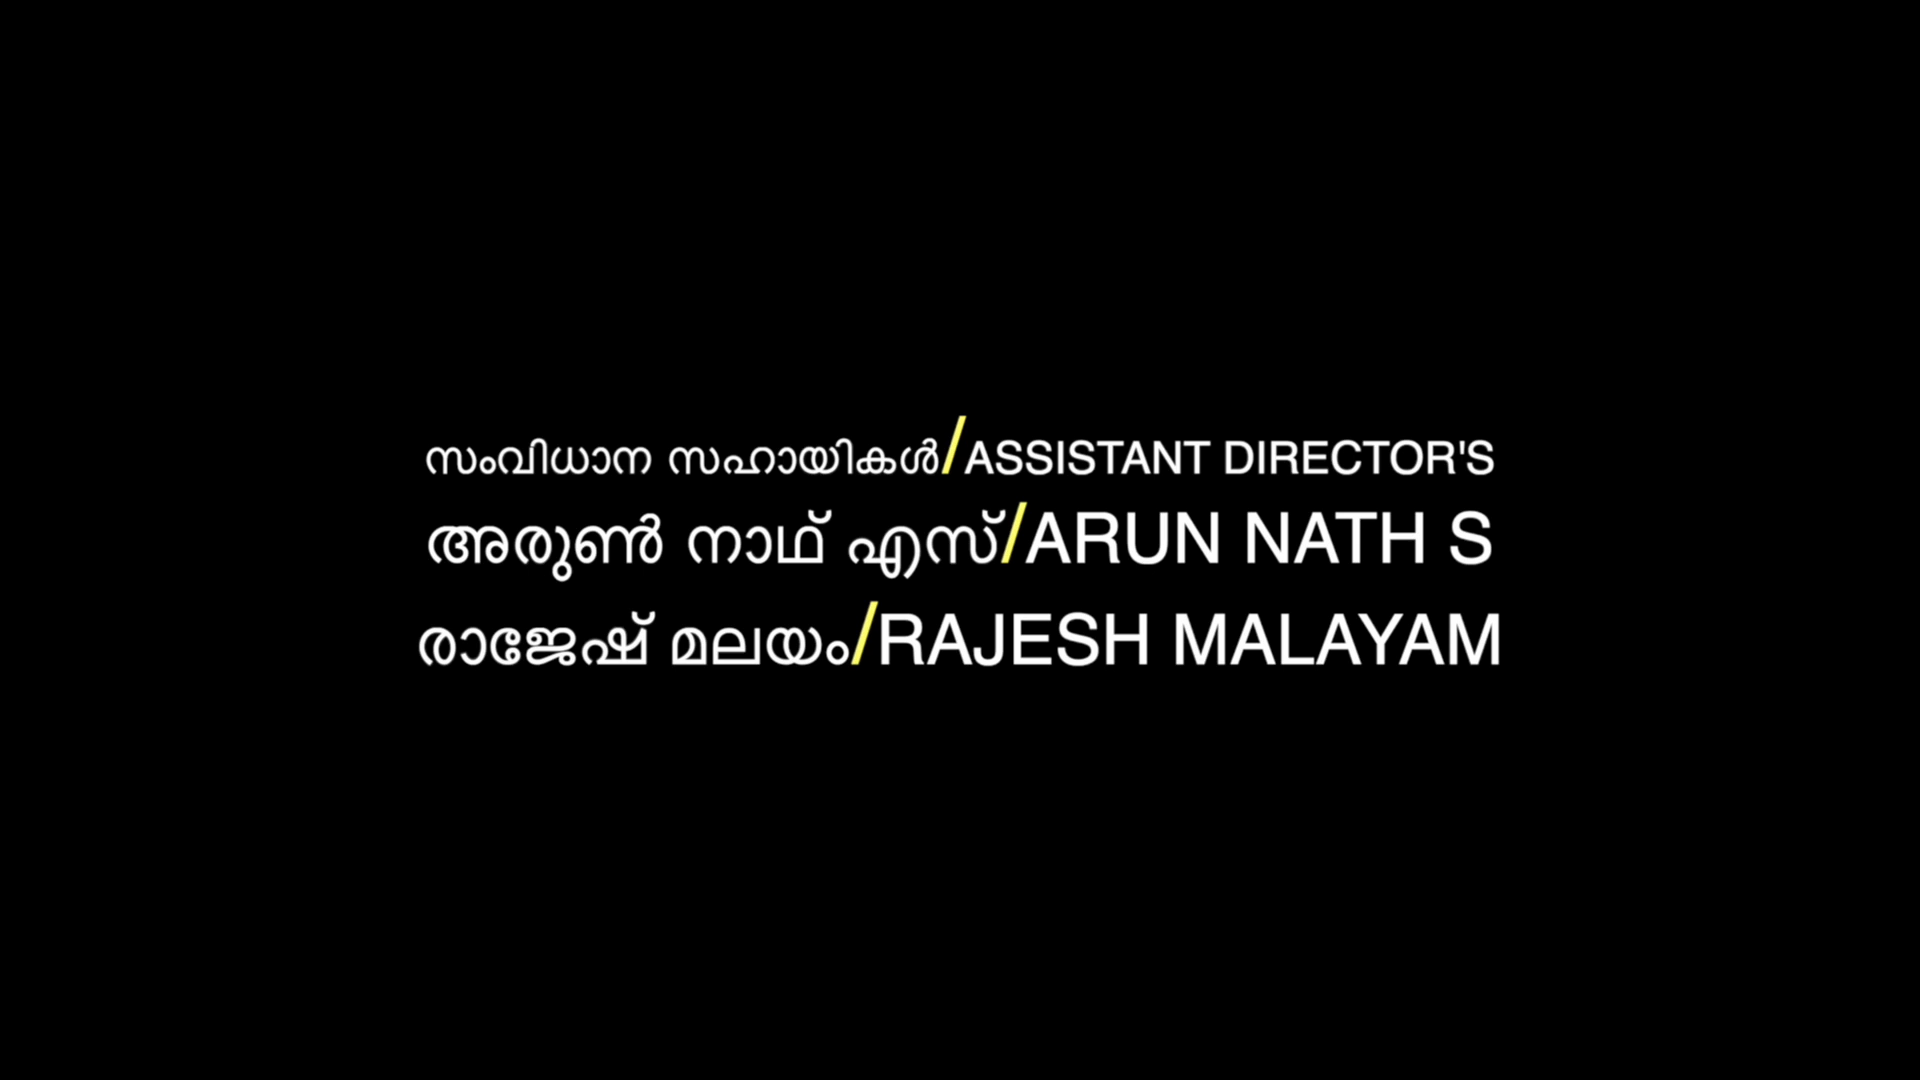 സംവിധാന സഹായികൾ/ASSISTANT DIRECTOR'S
അരുൺ നാഥ് എസ്/ARUN NATH S
രാജേഷ് മലയം/RAJESH MALAYAM